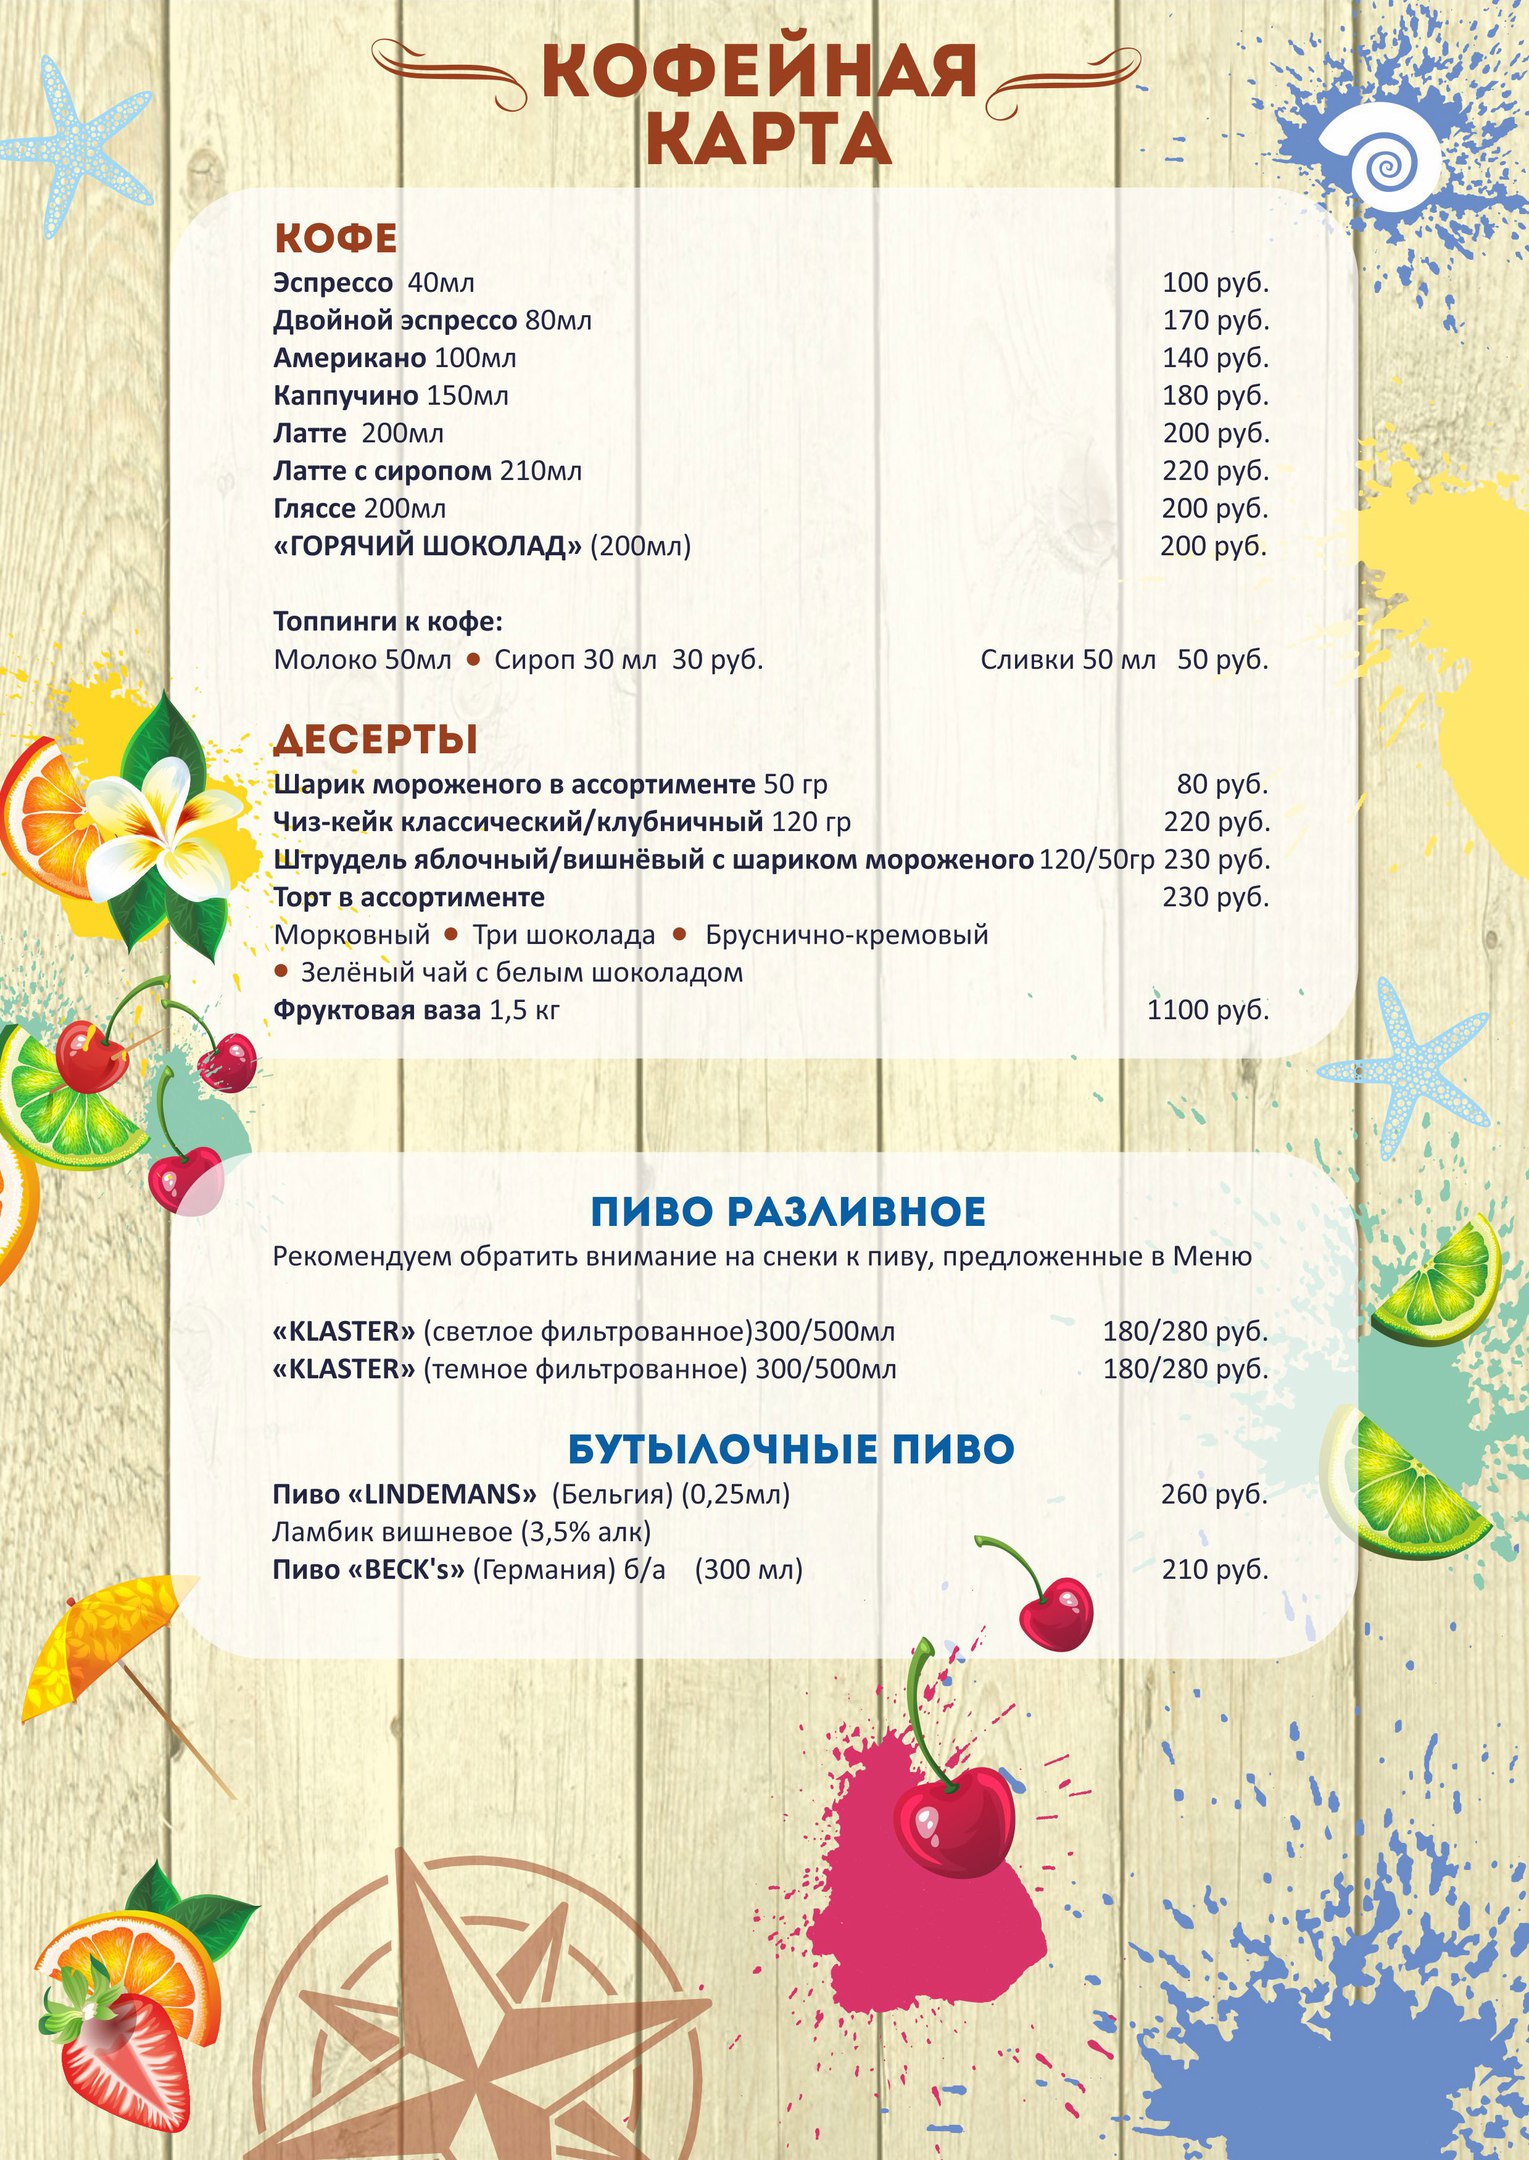 КОФЕЙНАЯ
КАРТА
КОФЕ
Эспрессо 40мл 100 руб.
Двойной эспрессо 80мл 170 руб.
Американо 100мл 140 руб.
Каппучино 150мл 180 руб.
Латте 200мл 200 руб.
Латте с сиропом 210мл 220 руб.
Гляссе 200мл 200 руб.
«ГОРЯЧИЙ ШОКОЛАД» (200мл) 200 руб.
Топпинги к кофе:
Молоко 50мл • Сироп 30 мл 30 руб. Сливки 50 мл 50 руб.
ДЕСЕРТЫ
Шарик мороженого в ассортименте 50 гр 80 руб.
Чиз-кейк классический/клубничный 120 гр 220 руб.
Штрудель яблочный/вишнёвый с шариком мороженого 120/50гр 230 руб.
Торт в ассортименте 230 руб.
Морковный • Три шоколада • Бруснично-кремовый
• Зелёный чай с белым шоколадом
Фруктовая ваза 1,5 кг 1100 руб.
ПИВО РАЗЛИВНОЕ
Рекомендуем обратить внимание на снеки к пиву, предложенные в Меню
«KLASTER» (светлое фильтрованное)300/500мл 180/280 руб.
«KLASTER» (темное фильтрованное) 300/500мл 180/280 руб.
БУТЫЛОЧНЫЕ ПИВО
Пиво «LINDEMANS» (Бельгия) (0,25мл) 260 руб.
Ламбик вишневое (3,5% алк)
Пиво «BECK's» (Германия) б/а (300 мл) 210 руб.